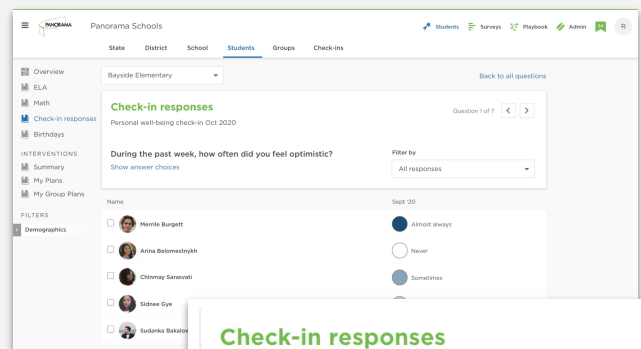 PANORAMA
Panorama Schools
Students Surveys Playbook Admin 24 R
State District School Students Groups Check-ins
Overview
ELA
Math
Check-in responses
Birthdays
INTERVENTIONS
Summary
My Plans
My Group Plans
FILTERS
Demographics
Bayside Elementary
Back to all questions
Check-in responses
Question 1 of 7
Personal well-being check-in Oct 2020
During the past week, how often did you feel optimistic?
Filter by
Show answer choices
All responses
Name Sept '20
Merrile Burgett Almost always
Arina Belomestnykh Never
Chinmay Sarasvati Sometimes
Sidnee Gye
Sudanka Bakalow
Check-in responses